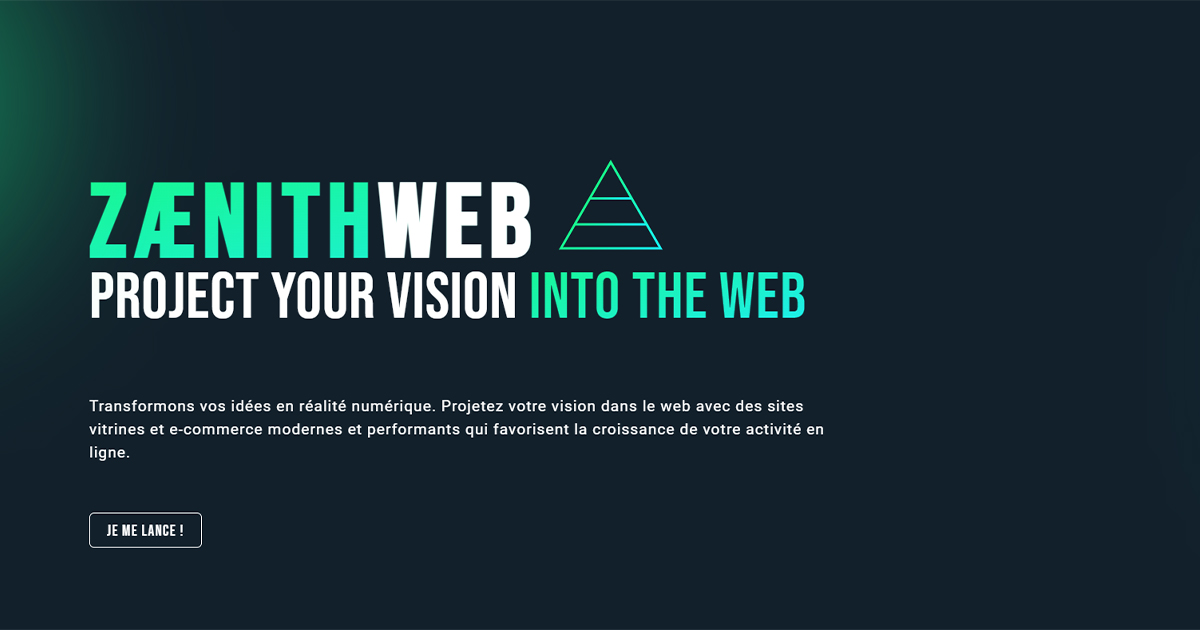 ZÆNITHWEB
PROJECT YOUR VISION INTO THE WEB
Transformons vos idées en réalité numérique. Projetez votre vision dans le web avec des sites
vitrines et e-commerce modernes et performants qui favorisent la croissance de votre activité en
ligne.
JE ME LANCE !